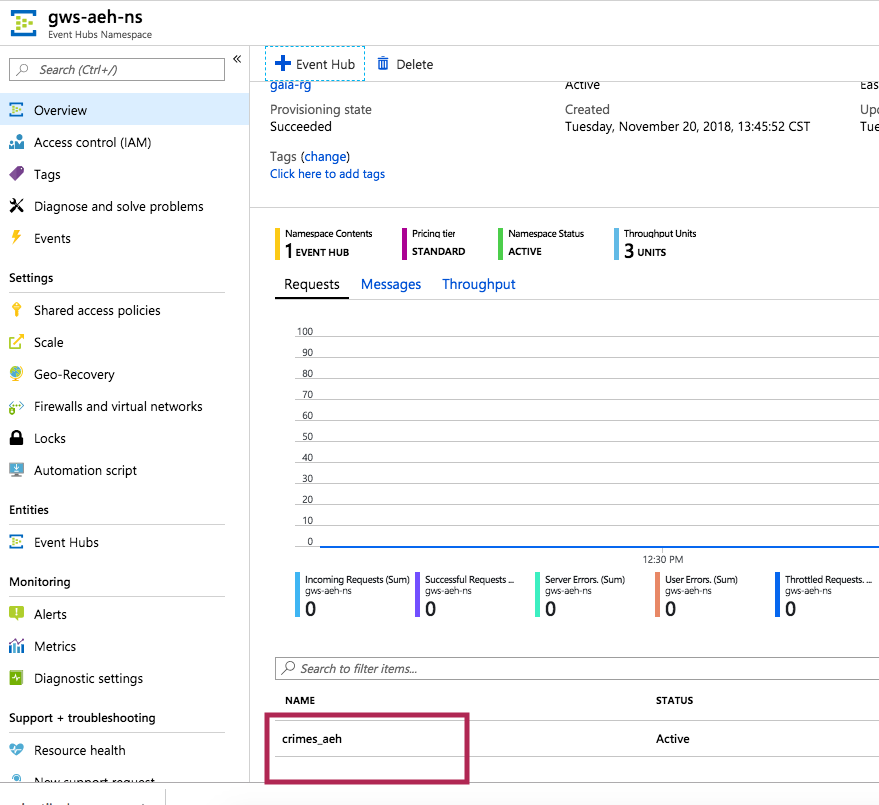 gws-aeh-ns
Event Hubs Namespace
Search (Ctrl+/)
«
Overview
Access control (IAM)
Tags
Diagnose and solve problems
Events
Settings
Shared access policies
Scale
Geo-Recovery
Firewalls and virtual networks
Locks
Automation script
Entities
Event Hubs
Monitoring
Alerts
Metrics
Diagnostic settings
Support + troubleshooting
Resource health
New support request
Event Hub
Delete
gaia-rg
Active
Eas
Provisioning state
Created
Upd
Succeeded
Tuesday, November 20, 2018, 13:45:52 CST
Tue
Tags (change)
Click here to add tags
Namespace Contents
1 EVENT HUB
Pricing tier
STANDARD
Namespace Status
ACTIVE
Throughput Units
3 UNITS
Requests Messages Throughput
100
90
80
70
60
50
40
30
20
10
0
12:30 PM
Incoming Requests (Sum)
gws-aeh-ns
0
Successful Requests ...
gws-aeh-ns
0
Server Errors. (Sum)
gws-aeh-ns
0
User Errors. (Sum)
gws-aeh-ns
0
Throttled Requests. ...
gws-aeh-ns
0
Search to filter items...
NAME STATUS
crimes_aeh Active